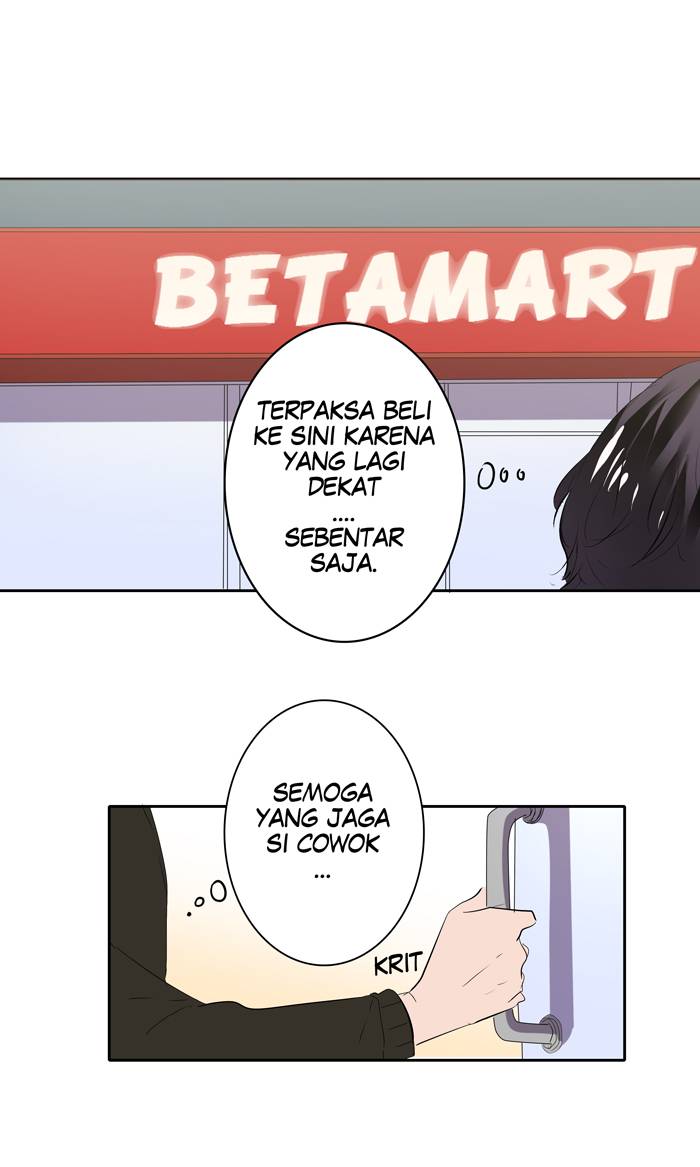 BETAMART
TERPAKSA BELI
KE SINI KARENA
YANG LAGI
DEKAT
....
SEBENTAR
SAJA.
SEMOGA
YANG JAGA
SI COWOK
...
KRIT